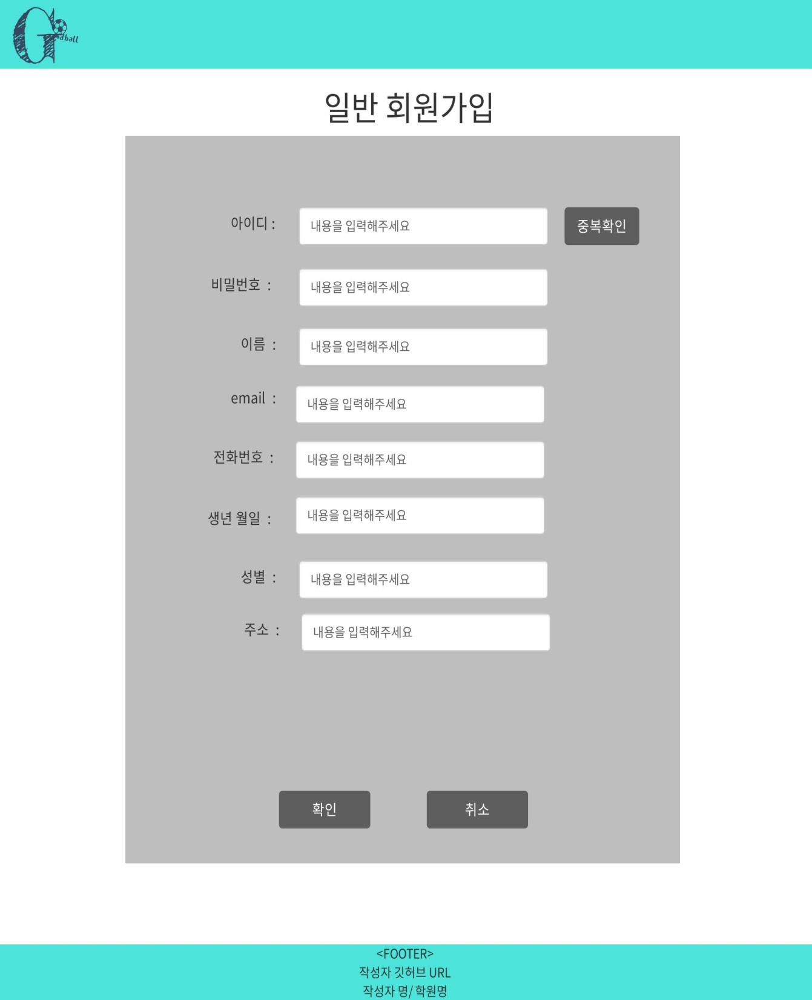 Godball
일반 회원가입
아이디 : 내용을 입력해주세요 중복확인
비밀번호 : 내용을 입력해주세요
이름 : 내용을 입력해주세요
email : 내용을 입력해주세요
전화번호 : 내용을 입력해주세요
생년 월일 : 내용을 입력해주세요
성별 : 내용을 입력해주세요
주소 : 내용을 입력해주세요
확인 취소
<FOOTER>
작성자 깃허브 URL
작성자 명/ 학원명